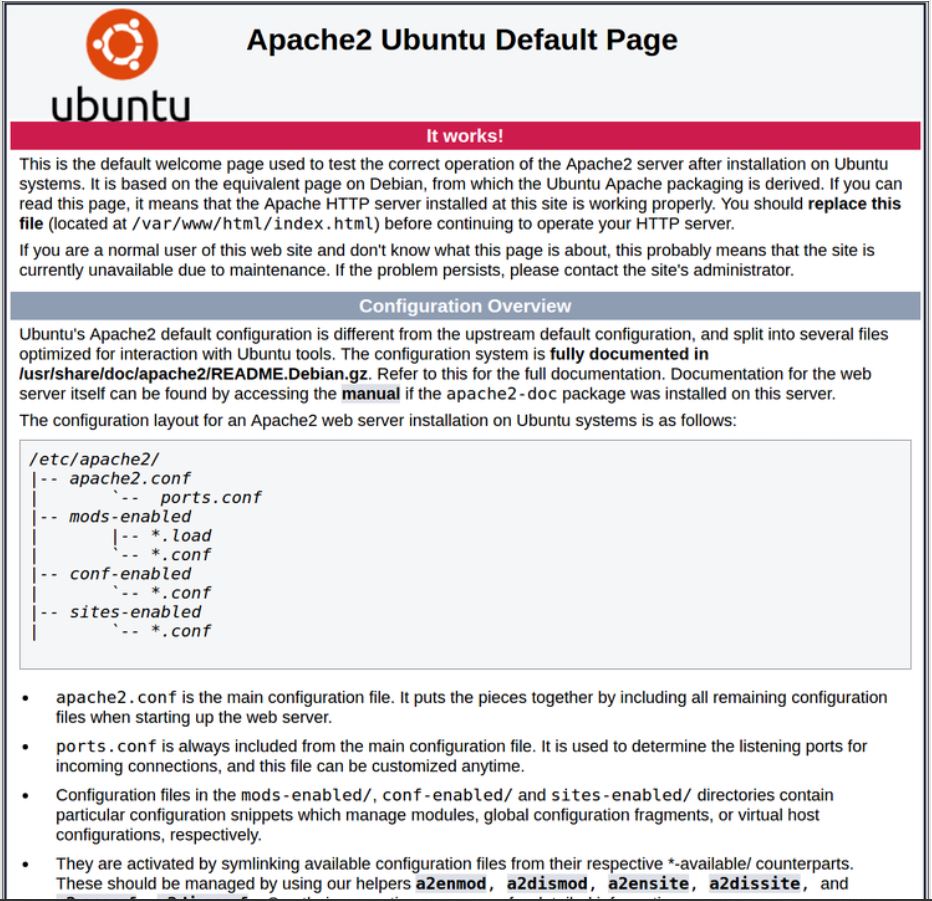 Apache2 Ubuntu Default Page
ubuntu
It works!
This is the default welcome page used to test the correct operation of the Apache2 server after installation on Ubuntu
systems. It is based on the equivalent page on Debian, from which the Ubuntu Apache packaging is derived. If you can
read this page, it means that the Apache HTTP server installed at this site is working properly. You should replace this
file (located at /var/www/html/index.html) before continuing to operate your HTTP server.
If you are a normal user of this web site and don't know what this page is about, this probably means that the site is
currently unavailable due to maintenance. If the problem persists, please contact the site's administrator.
Configuration Overview
Ubuntu's Apache2 default configuration is different from the upstream default configuration, and split into several files
optimized for interaction with Ubuntu tools. The configuration system is fully documented in
/usr/share/doc/apache2/README.Debian.gz. Refer to this for the full documentation. Documentation for the web
server itself can be found by accessing the manual if the apache2-doc package was installed on this server.
The configuration layout for an Apache2 web server installation on Ubuntu systems is as follows:
/etc/apache2/
|-- apache2.conf
|       `--  ports.conf
|-- mods-enabled
|       |-- *.load
|       `-- *.conf
|-- conf-enabled
|       `-- *.conf
|-- sites-enabled
|       `-- *.conf
• apache2.conf is the main configuration file. It puts the pieces together by including all remaining configuration
files when starting up the web server.
• ports.conf is always included from the main configuration file. It is used to determine the listening ports for
incoming connections, and this file can be customized anytime.
• Configuration files in the mods-enabled/, conf-enabled/ and sites-enabled/ directories contain
particular configuration snippets which manage modules, global configuration fragments, or virtual host
configurations, respectively.
• They are activated by symlinking available configuration files from their respective *-available/ counterparts.
These should be managed by using our helpers a2enmod, a2dismod, a2ensite, a2dissite, and